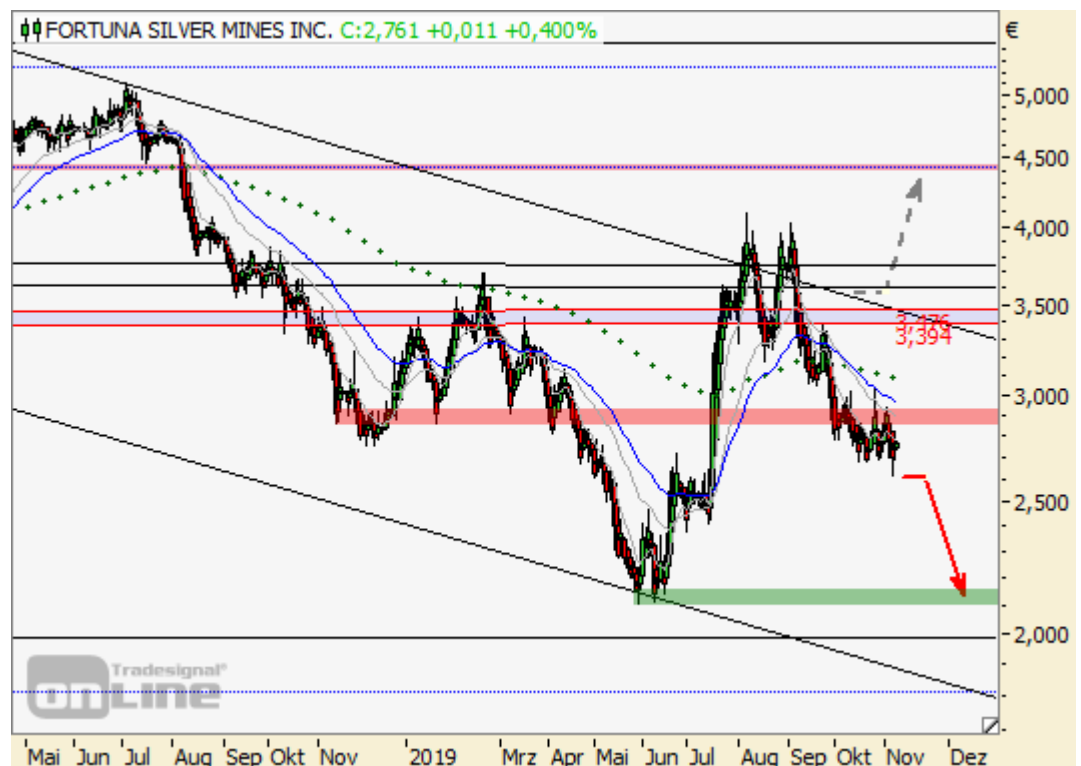 FORTUNA SILVER MINES INC. C:2,761 +0,011 +0,400%
€
5,000
4,500
4,000
3,500
3,476
3,394
3,000
2,500
2,000
Tradesignal®
onLine
Mai Jun Jul Aug Sep Okt Nov 2019 Mrz Apr Mai Jun Jul Aug Sep Okt Nov Dez